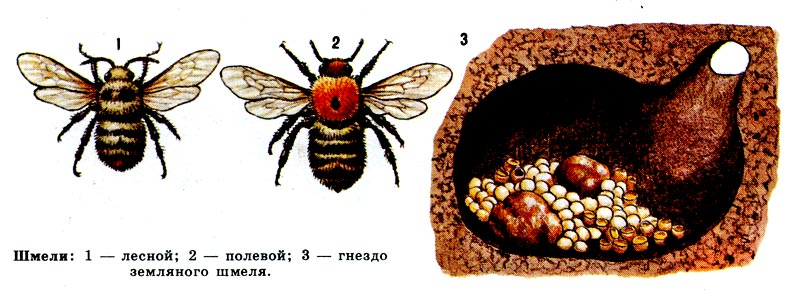 1
2
3
Шмели: 1 — лесной; 2 — полевой; 3 — гнездо
земляного шмеля.